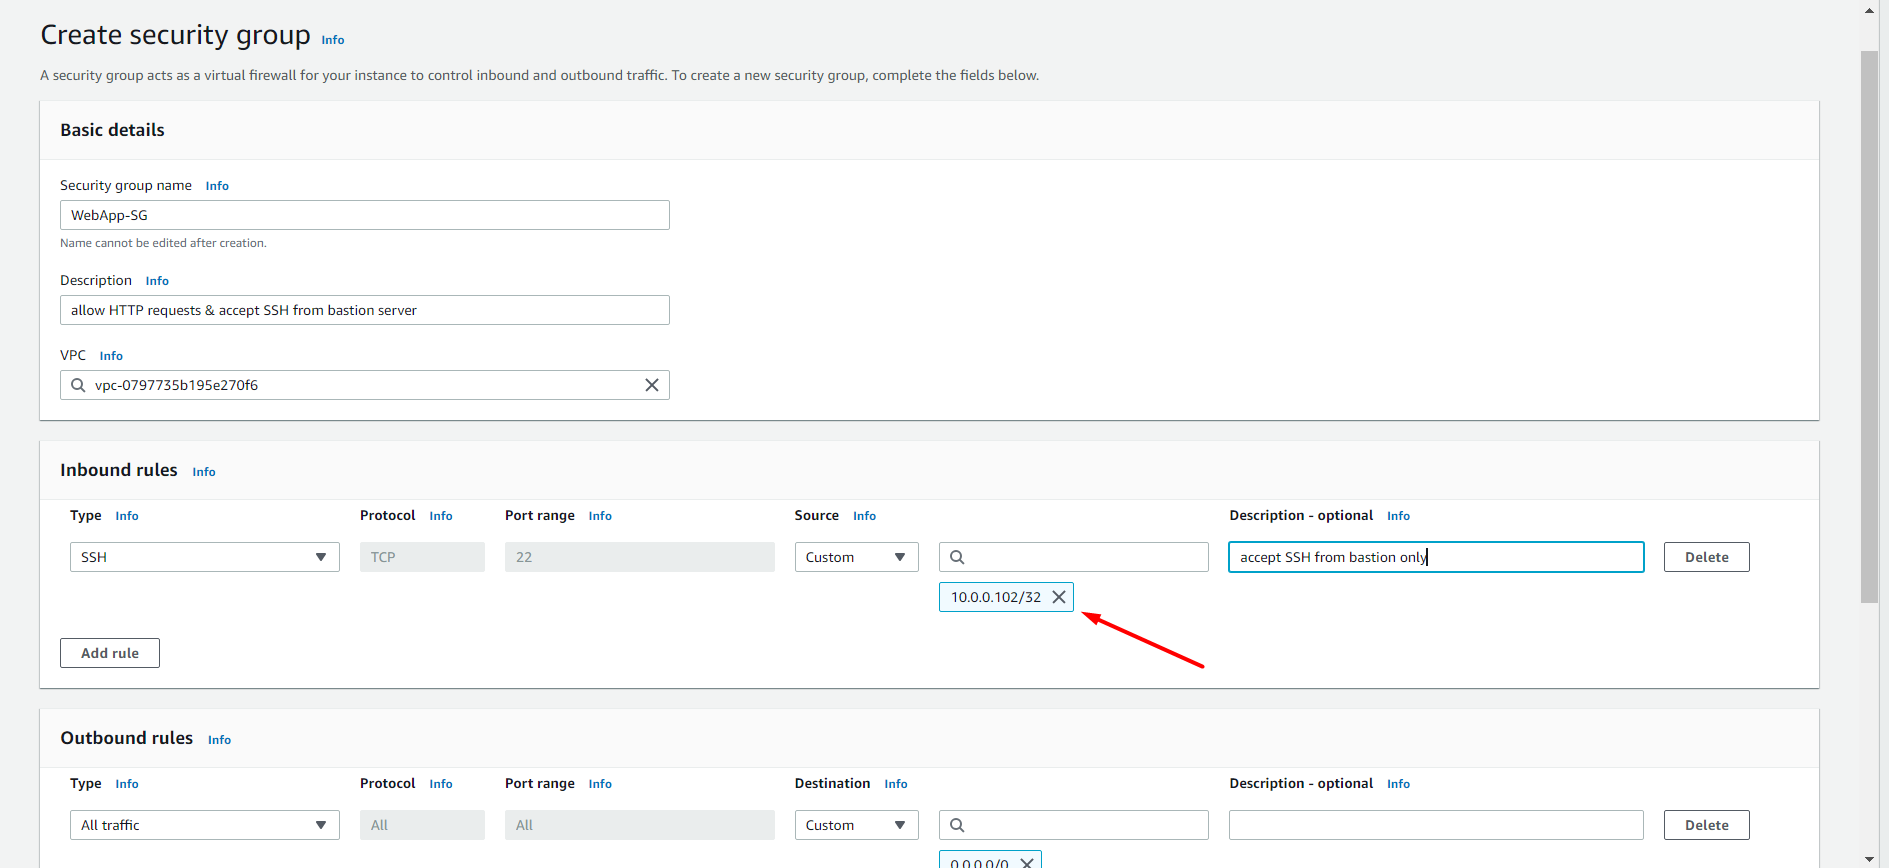 Create security group Info
A security group acts as a virtual firewall for your instance to control inbound and outbound traffic. To create a new security group, complete the fields below.
Basic details
Security group name Info
WebApp-SG
Name cannot be edited after creation.
Description Info
allow HTTP requests & accept SSH from bastion server
VPC Info
vpc-0797735b195e270f6
Inbound rules Info
Type Info Protocol Info Port range Info Source Info Description - optional Info
SSH TCP 22 Custom accept SSH from bastion only Delete
10.0.0.102/32
Add rule
Outbound rules Info
Type Info Protocol Info Port range Info Destination Info Description - optional Info
All traffic All All Custom Delete
0.0.0.0/0